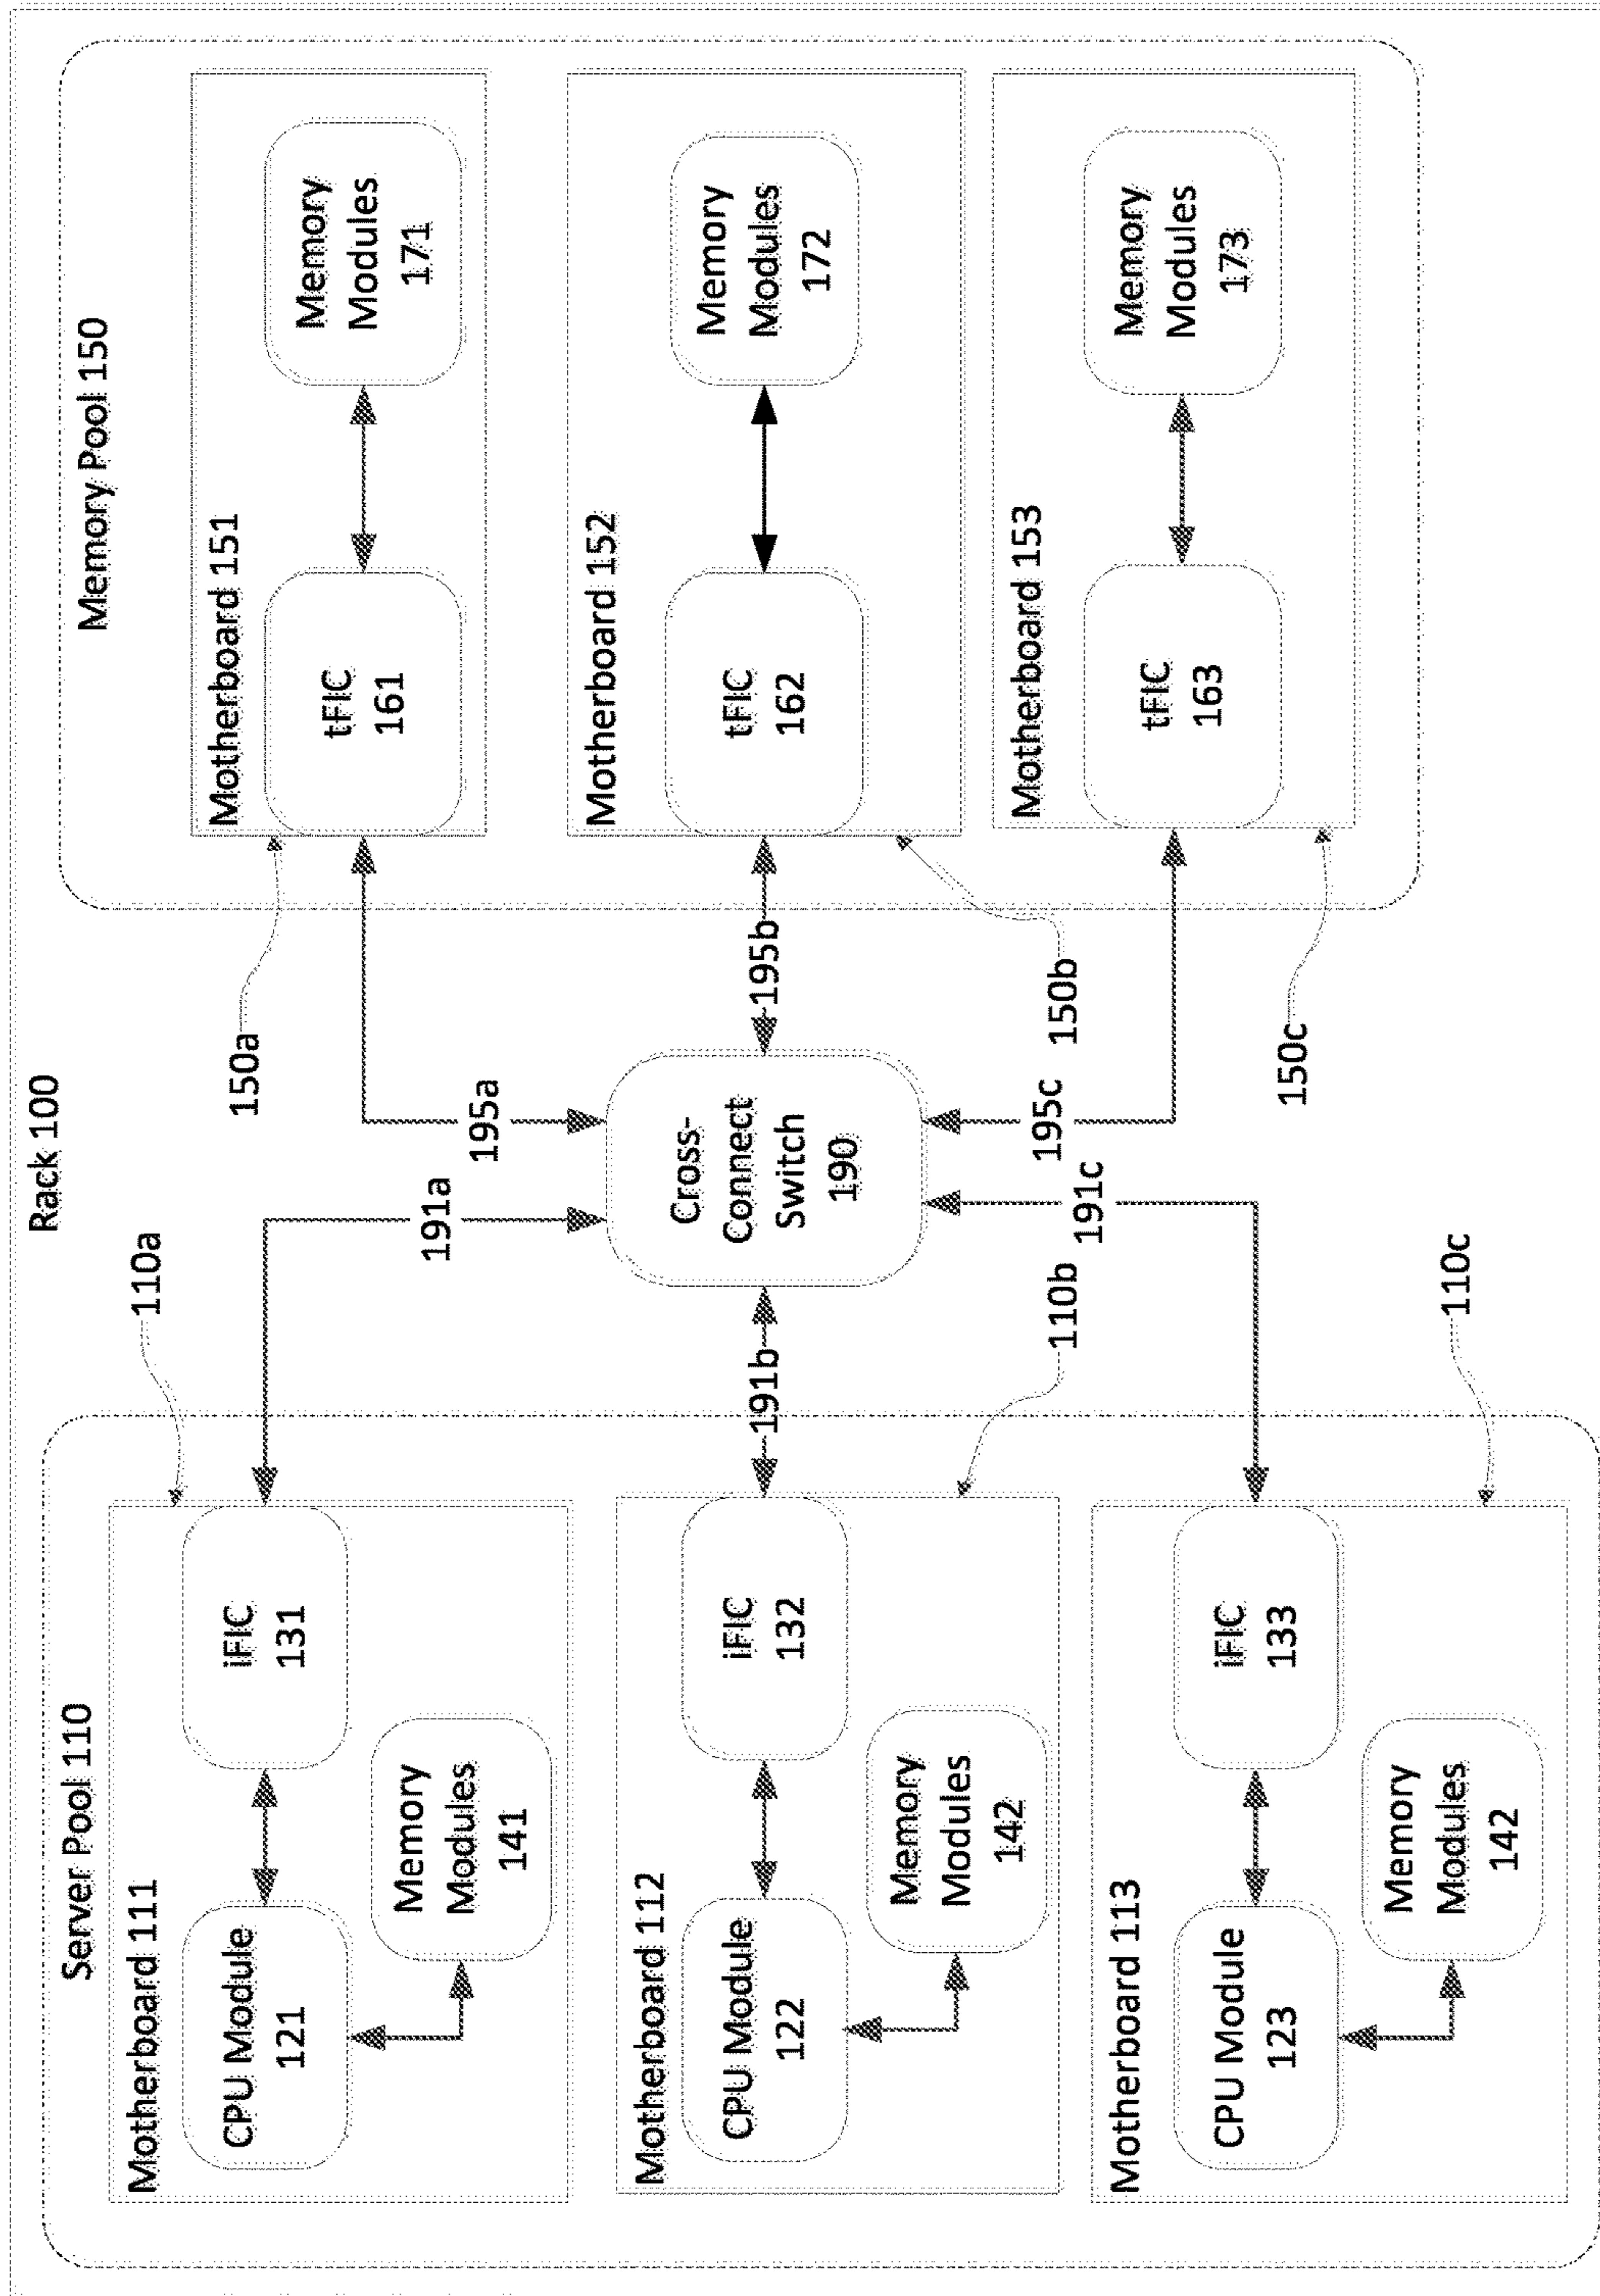 Rack 100
Server Pool 110
110a
Motherboard 111
CPU Module
121
iFIC
131
Memory
Modules
141
Motherboard 112
CPU Module
122
iFIC
132
Memory
Modules
142
110b
Motherboard 113
CPU Module
123
iFIC
133
Memory
Modules
142
110c
191a
191b
191c
Cross-
Connect
Switch
190
195a
195b
195c
Memory Pool 150
150a
Motherboard 151
tFIC
161
Memory
Modules
171
Motherboard 152
tFIC
162
Memory
Modules
172
150b
Motherboard 153
tFIC
163
Memory
Modules
173
150c